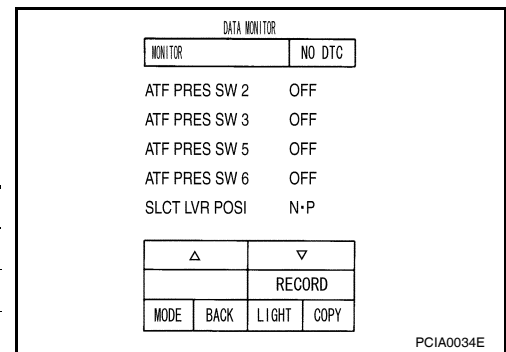 DATA MONITOR
MONITOR NO DTC
ATF PRES SW 2 OFF
ATF PRES SW 3 OFF
ATF PRES SW 5 OFF
ATF PRES SW 6 OFF
SLCT LVR POSI N·P
△ ▽
RECORD
MODE BACK LIGHT COPY
PCIA0034E